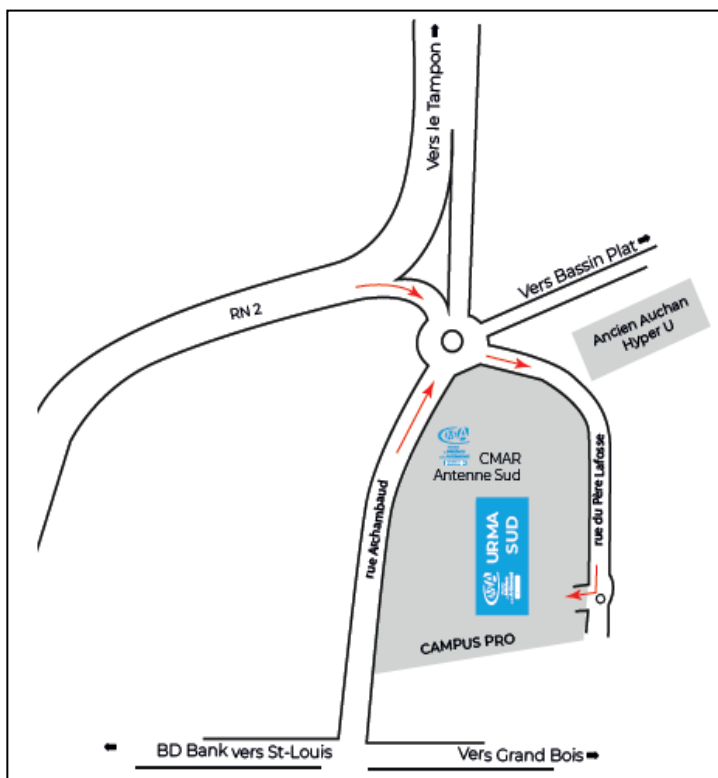 Vers le Tampon
Vers Bassin Plat
RN 2
Ancien Auchan
Hyper U
CMAR
Antenne Sud
rue Archambaud
rue du Père Lafosse
URMA
SUD
CAMPUS PRO
BD Bank vers St-Louis
Vers Grand Bois